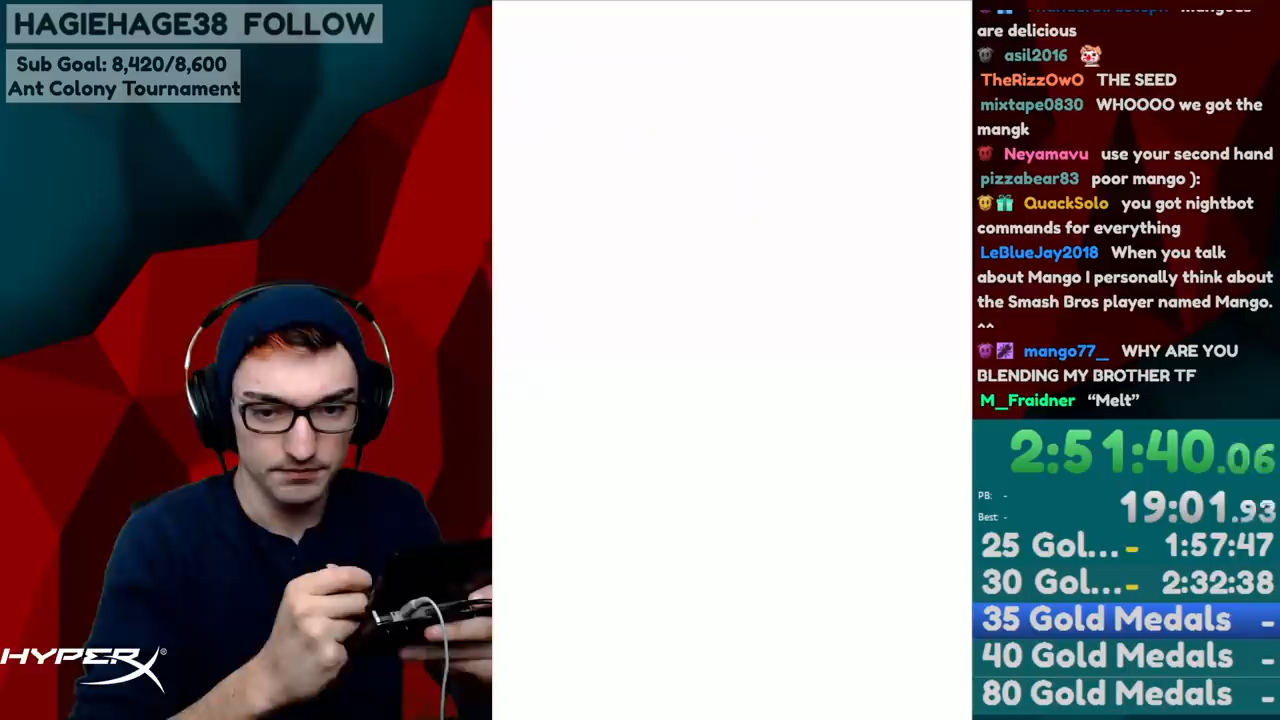 HAGIEHAGE38 FOLLOW
Sub Goal: 8,420/8,600
Ant Colony Tournament
HYPERX®
are delicious
asil2016
TheRizzOwO THE SEED
mixtape0830 WHOOOO we got the
mangk
Neyamavu use your second hand
pizzabear83 poor mango ):
QuackSolo you got nightbot
commands for everything
LeBlueJay2018 When you talk
about Mango I personally think about
the Smash Bros player named Mango.
^^
mango77_ WHY ARE YOU
BLENDING MY BROTHER TF
M_Fraidner “Melt”
2:51:40.06
PB: -
19:01.93
Best: -
25 Gol... - 1:57:47
30 Gol... - 2:32:38
35 Gold Medals -
40 Gold Medals -
80 Gold Medals -